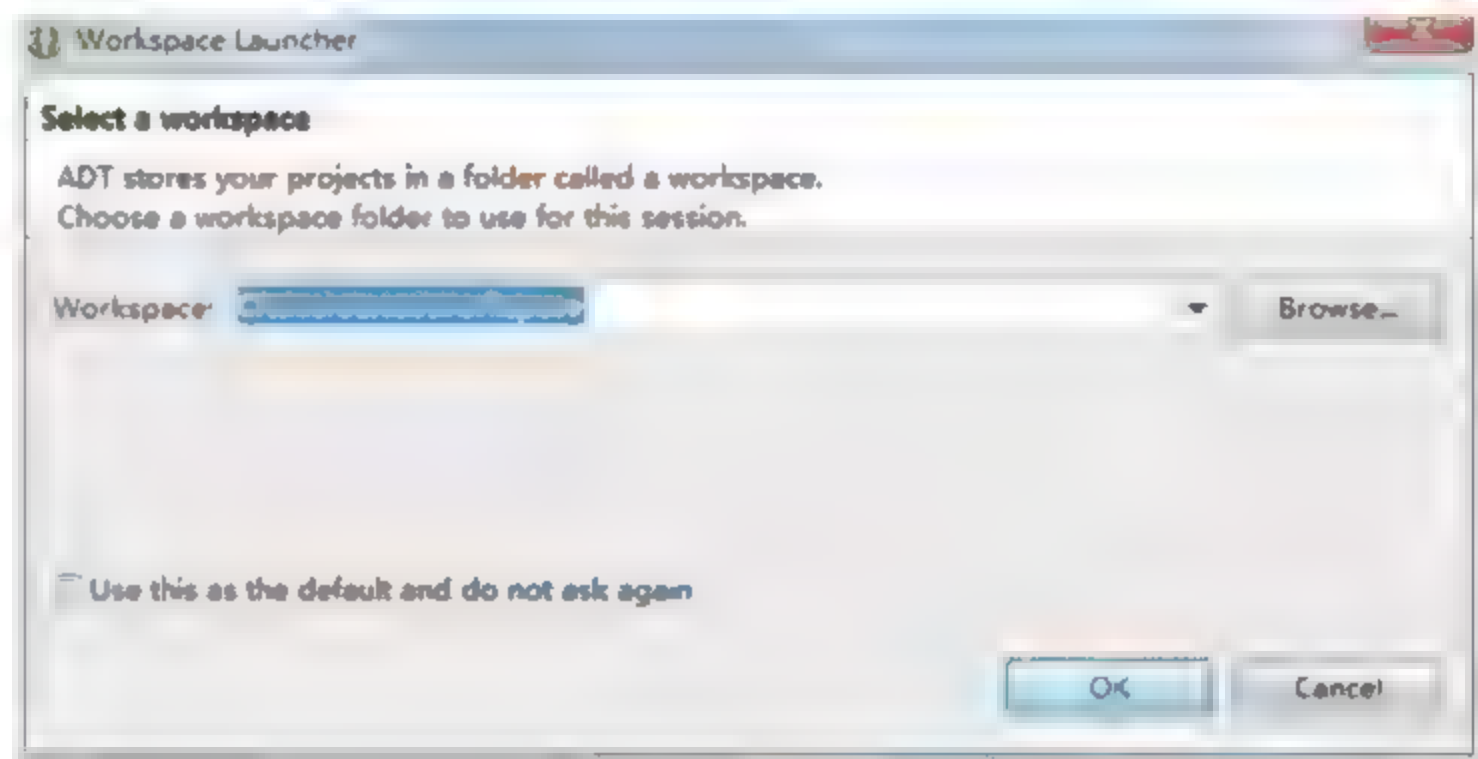 Workspace Launcher
Select a workspace
ADT stores your projects in a folder called a workspace.
Choose a workspace folder to use for this session.
Workspace:
Browse...
Use this as the default and do not ask again
OK
Cancel